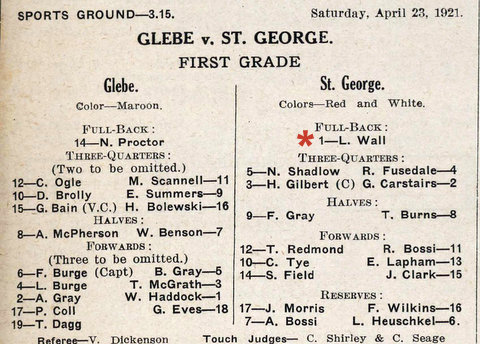 SPORTS GROUND—3.15. Saturday, April 23, 1921.
GLEBE v. ST. GEORGE.
FIRST GRADE
Glebe.
Color—Maroon.
FULL-BACK:
14—N. Proctor
THREE-QUARTERS:
(Two to be omitted.)
12—C. Ogle M. Scannell—11
10—D. Brolly E. Summers—9
15—G. Bain (V.C.) H. Bolewski—16
HALVES:
8—A. McPherson W. Benson—7
FORWARDS:
(Three to be omitted.)
6—F. Burge (Capt) B. Gray—5
4—L. Burge T. McGrath—3
2—A. Gray W. Haddock—1
17—P. Coll G. Eves—18
19—T. Dagg
St. George.
Colors—Red and White.
FULL-BACK:
* 1—L. Wall
THREE-QUARTERS:
5—N. Shadlow R. Fusedale—4
3—H. Gilbert (C) G. Carstairs—2
HALVES:
9—F. Gray T. Burns—8
FORWARDS:
12—T. Redmond R. Bossi—11
10—C. Tye E. Lapham—13
14—S. Field J. Clark—15
RESERVES:
17—J. Morris F. Wilkins—16
7—A. Bossi L. Heuschkel—6.
Referee—V. Dickenson Touch Judges— C. Shirley & C. Seage